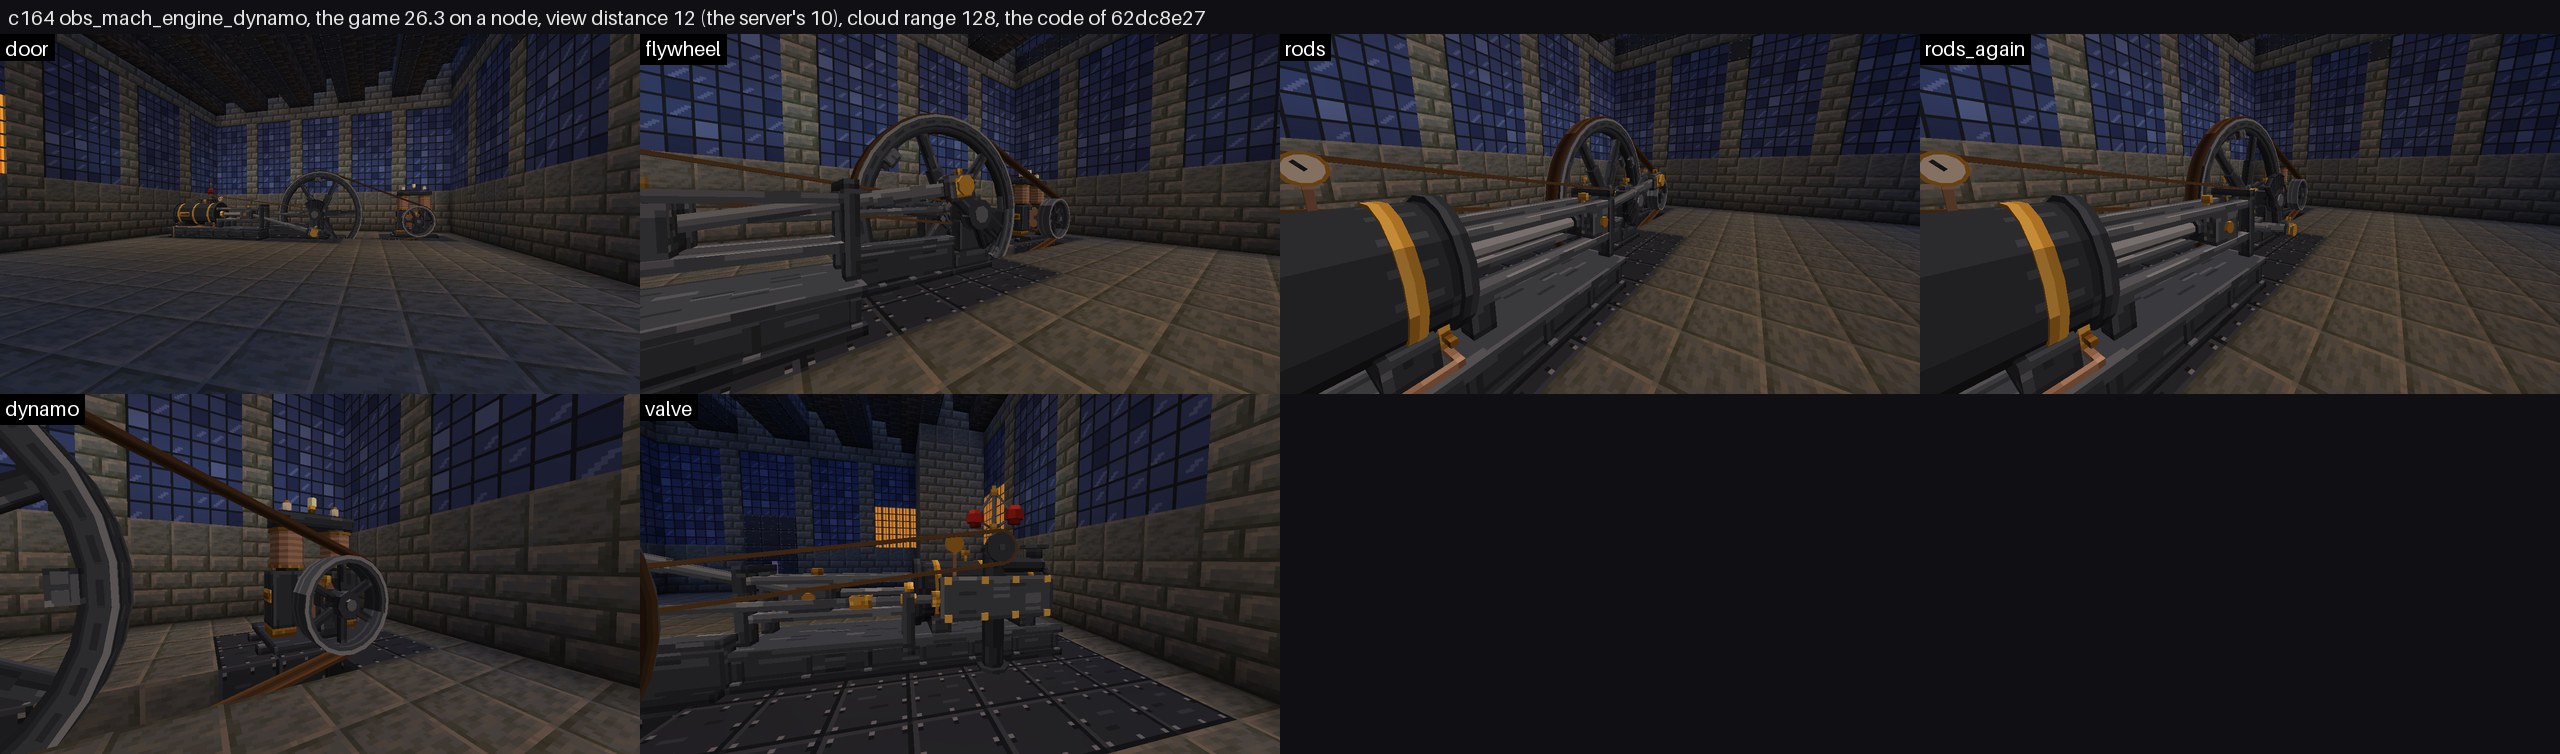 c164 obs_mach_engine_dynamo, the game 26.3 on a node, view distance 12 (the server's 10), cloud range 128, the code of 62dc8e27
door
flywheel
rods
rods_again
dynamo
valve